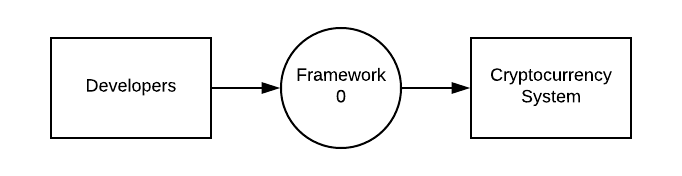 Developers
Framework
0
Cryptocurrency
System